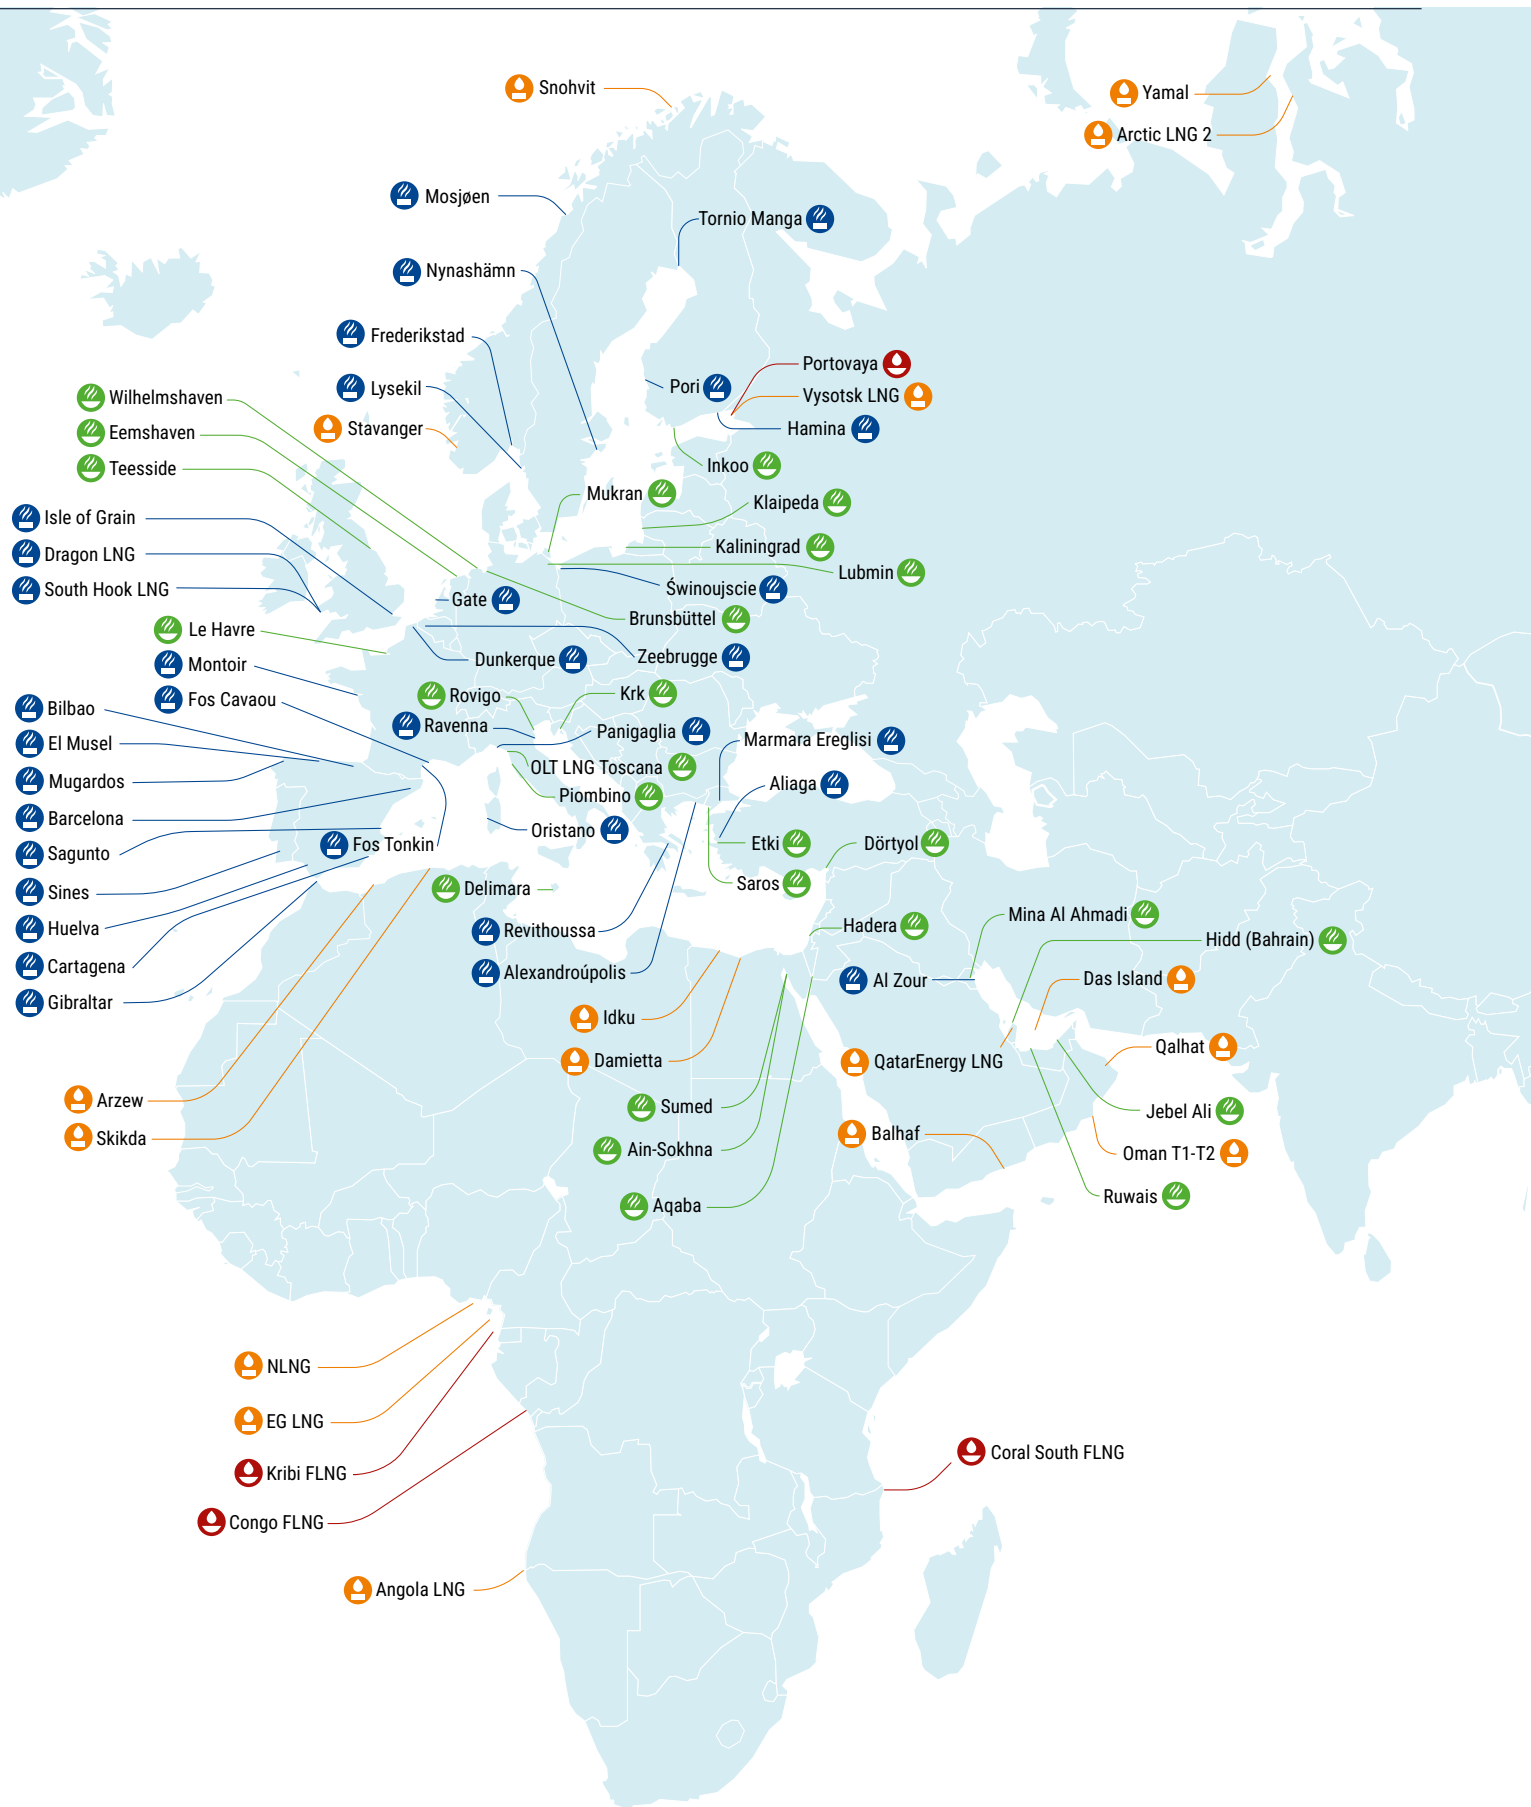 Snohvit
Yamal
Arctic LNG 2
Mosjøen
Tornio Manga
Nynashämn
Frederikstad
Portovaya
Lysekil
Pori
Vysotsk LNG
Wilhelmshaven
Stavanger
Hamina
Eemshaven
Teesside
Inkoo
Mukran
Klaipeda
Isle of Grain
Kaliningrad
Dragon LNG
Lubmin
South Hook LNG
Świnoujscie
Gate
Brunsbüttel
Le Havre
Dunkerque
Zeebrugge
Montoir
Rovigo
Krk
Fos Cavaou
Bilbao
Ravenna
Panigaglia
Marmara Ereglisi
El Musel
OLT LNG Toscana
Mugardos
Aliaga
Piombino
Barcelona
Oristano
Fos Tonkin
Etki
Dörtyol
Sagunto
Saros
Delimara
Sines
Mina Al Ahmadi
Huelva
Revithoussa
Hadera
Hidd (Bahrain)
Cartagena
Alexandroúpolis
Al Zour
Das Island
Gibraltar
Idku
Damietta
QatarEnergy LNG
Qalhat
Arzew
Sumed
Jebel Ali
Skikda
Ain-Sokhna
Balhaf
Oman T1-T2
Aqaba
Ruwais
NLNG
EG LNG
Kribi FLNG
Coral South FLNG
Congo FLNG
Angola LNG